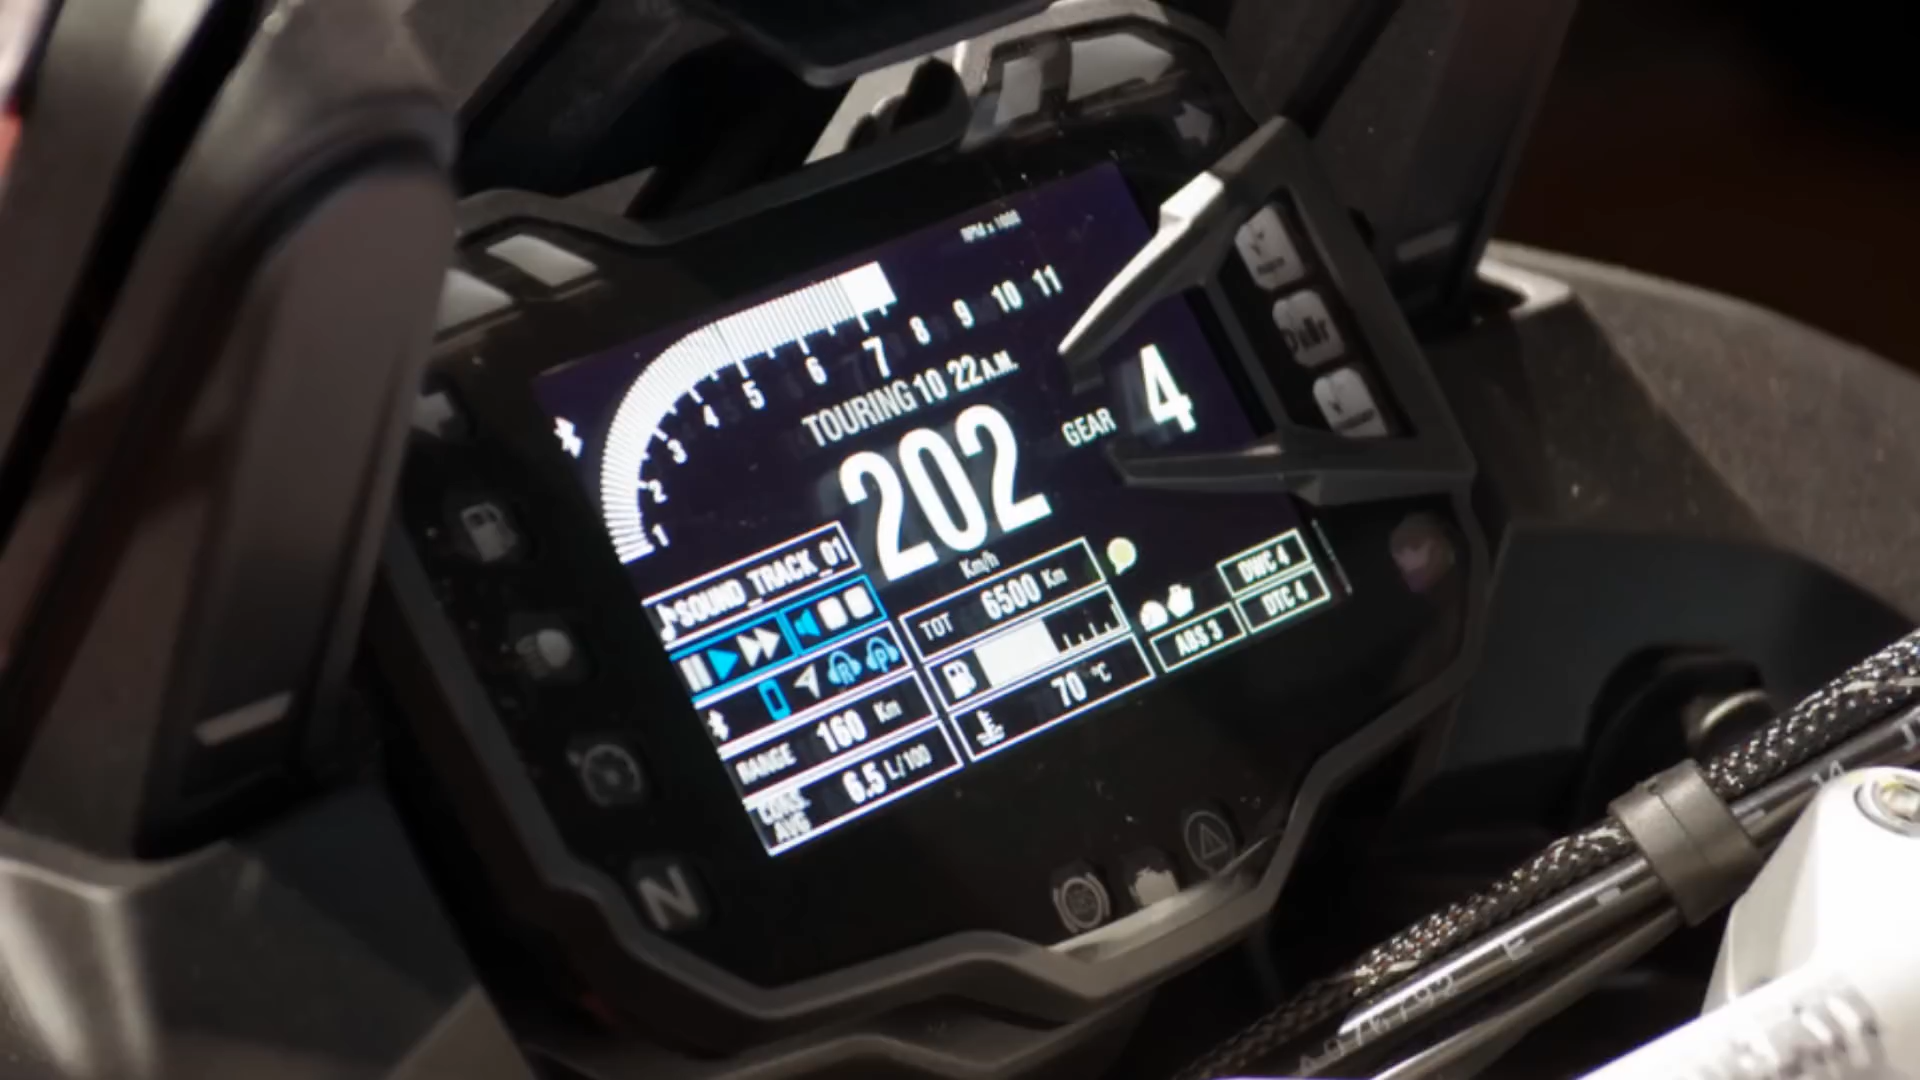 RPM x 1000
1 2 3 4 5 6 7 8 9 10 11
TOURING 10 22 A.M.
202
Km/h
GEAR 4
SOUND_TRACK_01
R P
RANGE 160 Km
CONS. AVG 6.5 L/100
TOT 6500 Km
70 °C
DWC 4
DTC 4
ABS 3
N